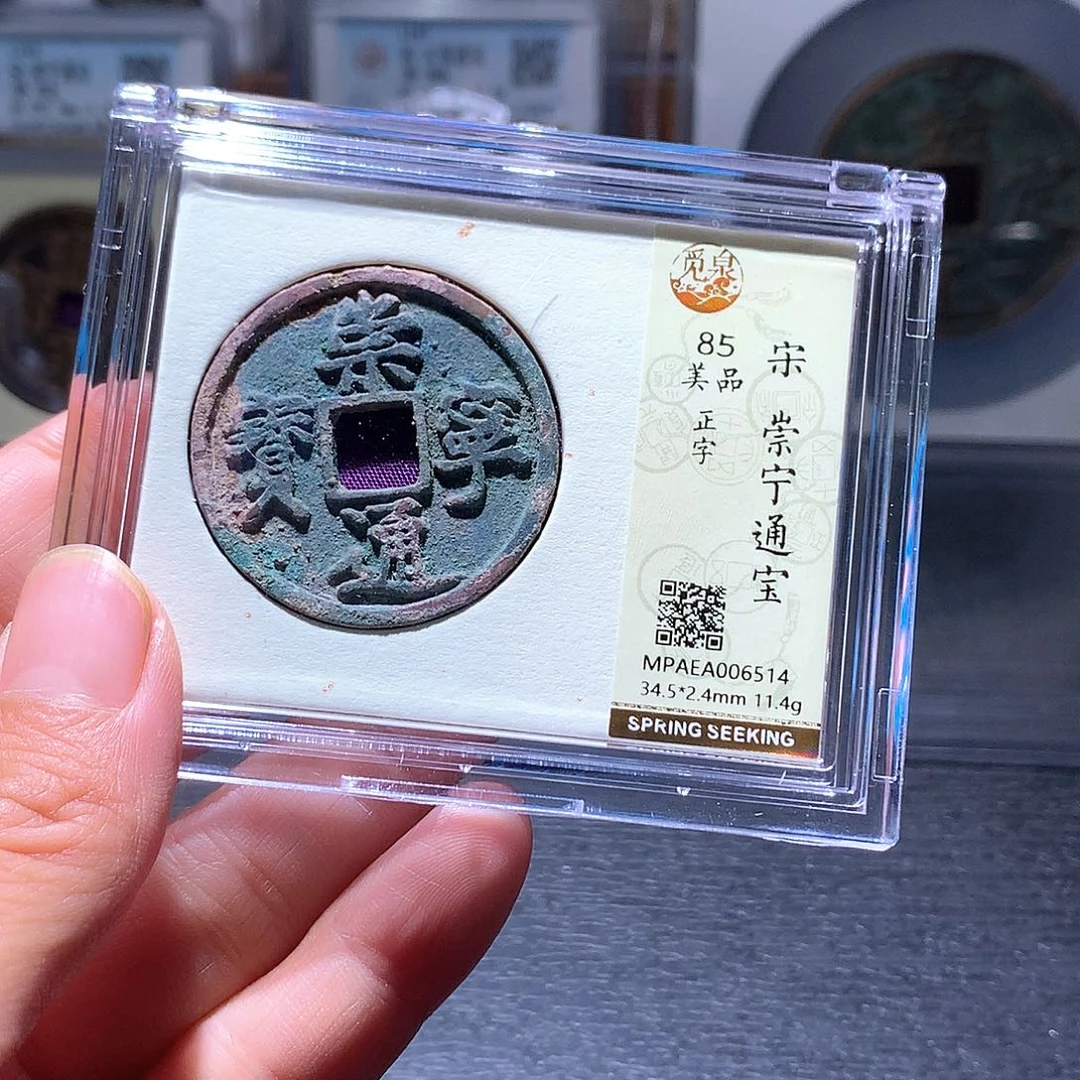 崇
寧
通
寶
觅泉
85
美品
正字
宋 崇宁通宝
MPAEA006514
34.5*2.4mm 11.4g
SPRING SEEKING